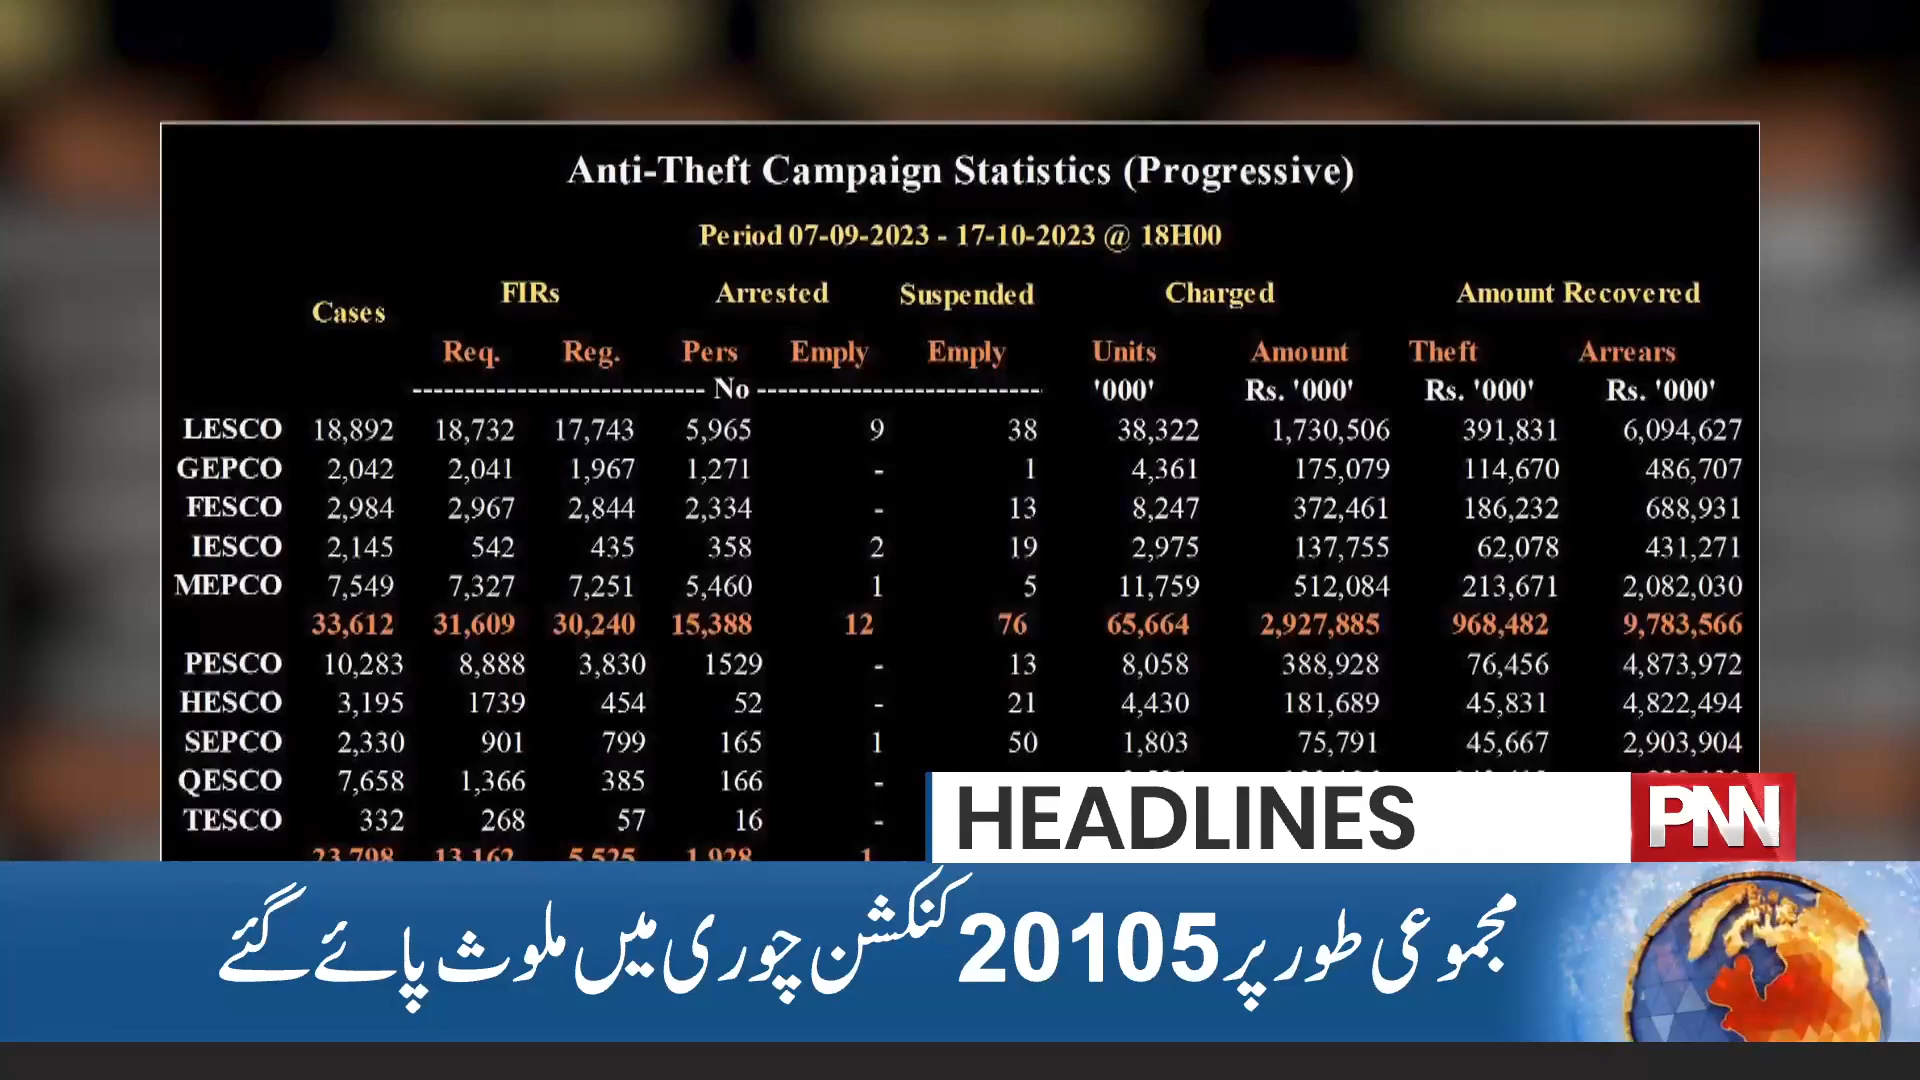 Anti-Theft Campaign Statistics (Progressive)
Period 07-09-2023 - 17-10-2023 @ 18H00
Cases FIRs Arrested Suspended Charged Amount Recovered
Req. Reg. Pers Emply Emply Units Amount Theft Arrears
------------------------------ No ------------------------------ '000' Rs. '000' Rs. '000' Rs. '000'
LESCO 18,892 18,732 17,743 5,965 9 38 38,322 1,730,506 391,831 6,094,627
GEPCO 2,042 2,041 1,967 1,271 - 1 4,361 175,079 114,670 486,707
FESCO 2,984 2,967 2,844 2,334 - 13 8,247 372,461 186,232 688,931
IESCO 2,145 542 435 358 2 19 2,975 137,755 62,078 431,271
MEPCO 7,549 7,327 7,251 5,460 1 5 11,759 512,084 213,671 2,082,030
33,612 31,609 30,240 15,388 12 76 65,664 2,927,885 968,482 9,783,566
PESCO 10,283 8,888 3,830 1529 - 13 8,058 388,928 76,456 4,873,972
HESCO 3,195 1739 454 52 - 21 4,430 181,689 45,831 4,822,494
SEPCO 2,330 901 799 165 1 50 1,803 75,791 45,667 2,903,904
QESCO 7,658 1,366 385 166 -
TESCO 332 268 57 16 -
23,798 13,162 5,525 1,928 1
HEADLINES PNN
مجموعی طور پر 20105 کنکشن چوری میں ملوث پائے گئے